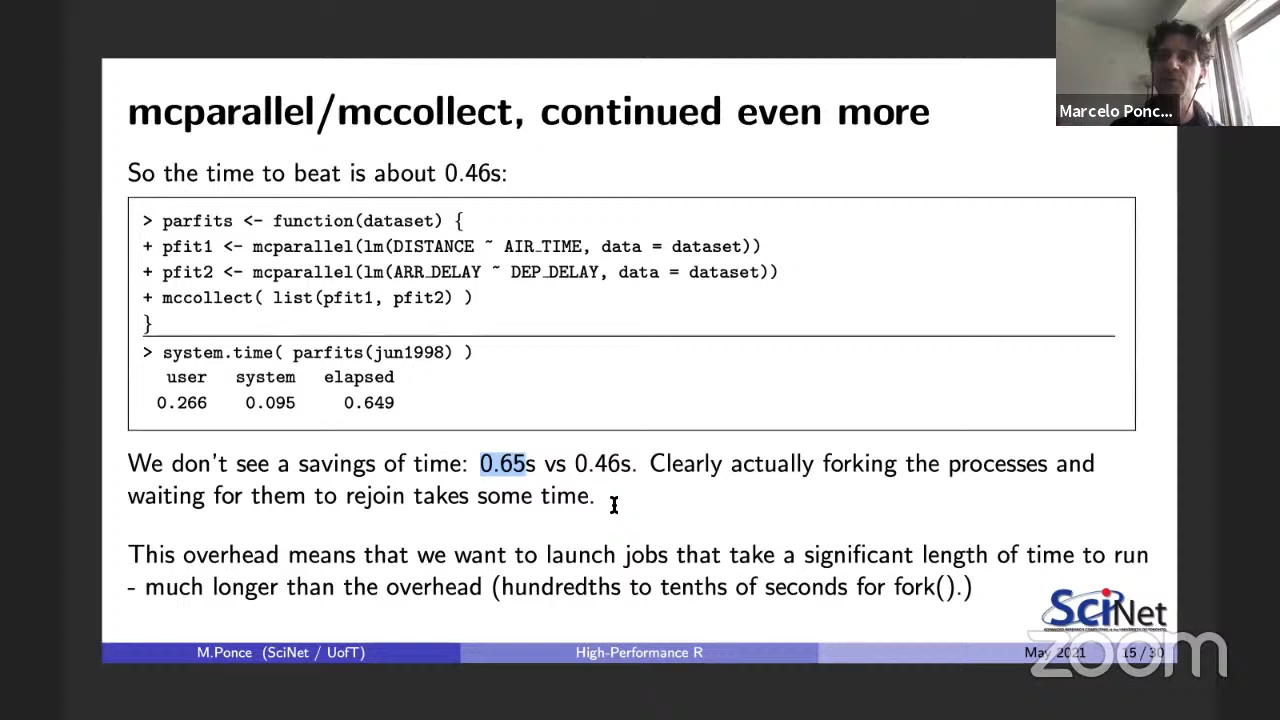 mcparallel/mccollect, continued even more
Marcelo Ponc...
So the time to beat is about 0.46s:
> parfits <- function(dataset) {
+ pfit1 <- mcparallel(lm(DISTANCE ~ AIR_TIME, data = dataset))
+ pfit2 <- mcparallel(lm(ARR_DELAY ~ DEP_DELAY, data = dataset))
+ mccollect( list(pfit1, pfit2) )
}
> system.time( parfits(jun1998) )
user system elapsed
0.266 0.095 0.649
We don't see a savings of time: 0.65s vs 0.46s. Clearly actually forking the processes and
waiting for them to rejoin takes some time.
This overhead means that we want to launch jobs that take a significant length of time to run
- much longer than the overhead (hundredths to tenths of seconds for fork().)
SciNet
M.Ponce (SciNet / UofT) High-Performance R May 2021 15 / 30
zoom